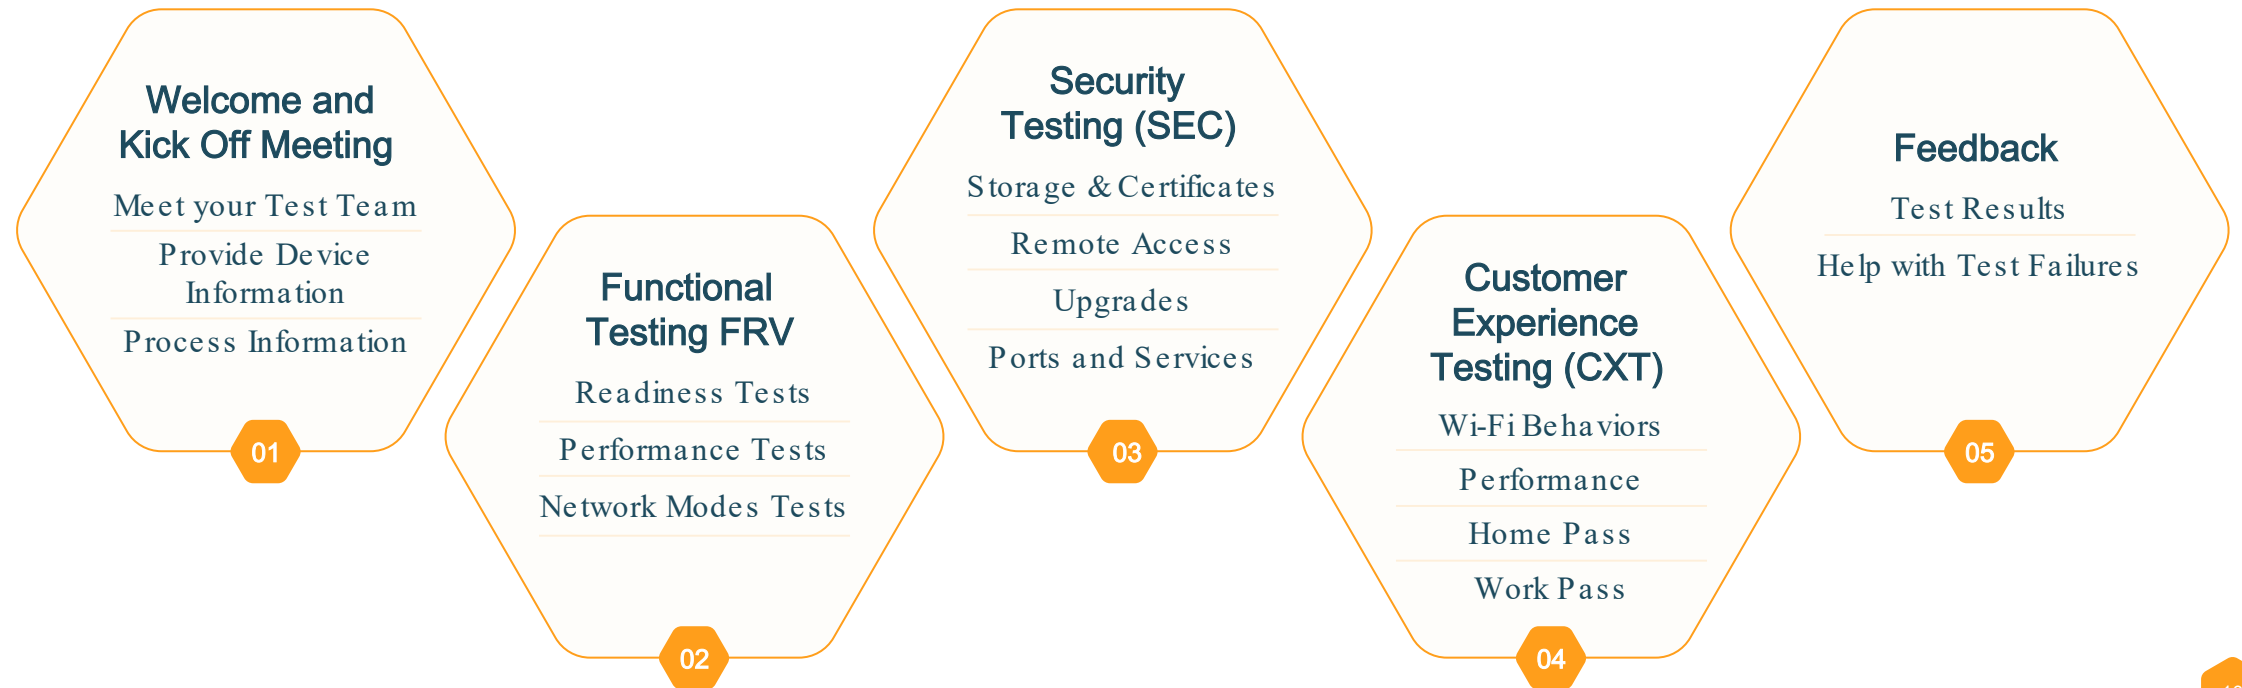 Welcome and
Kick Off Meeting
Meet your Test Team
Provide Device
Information
Process Information
01
Functional
Testing FRV
Readiness Tests
Performance Tests
Network Modes Tests
02
Security
Testing (SEC)
Storage & Certificates
Remote Access
Upgrades
Ports and Services
03
Customer
Experience
Testing (CXT)
Wi-Fi Behaviors
Performance
Home Pass
Work Pass
04
Feedback
Test Results
Help with Test Failures
05